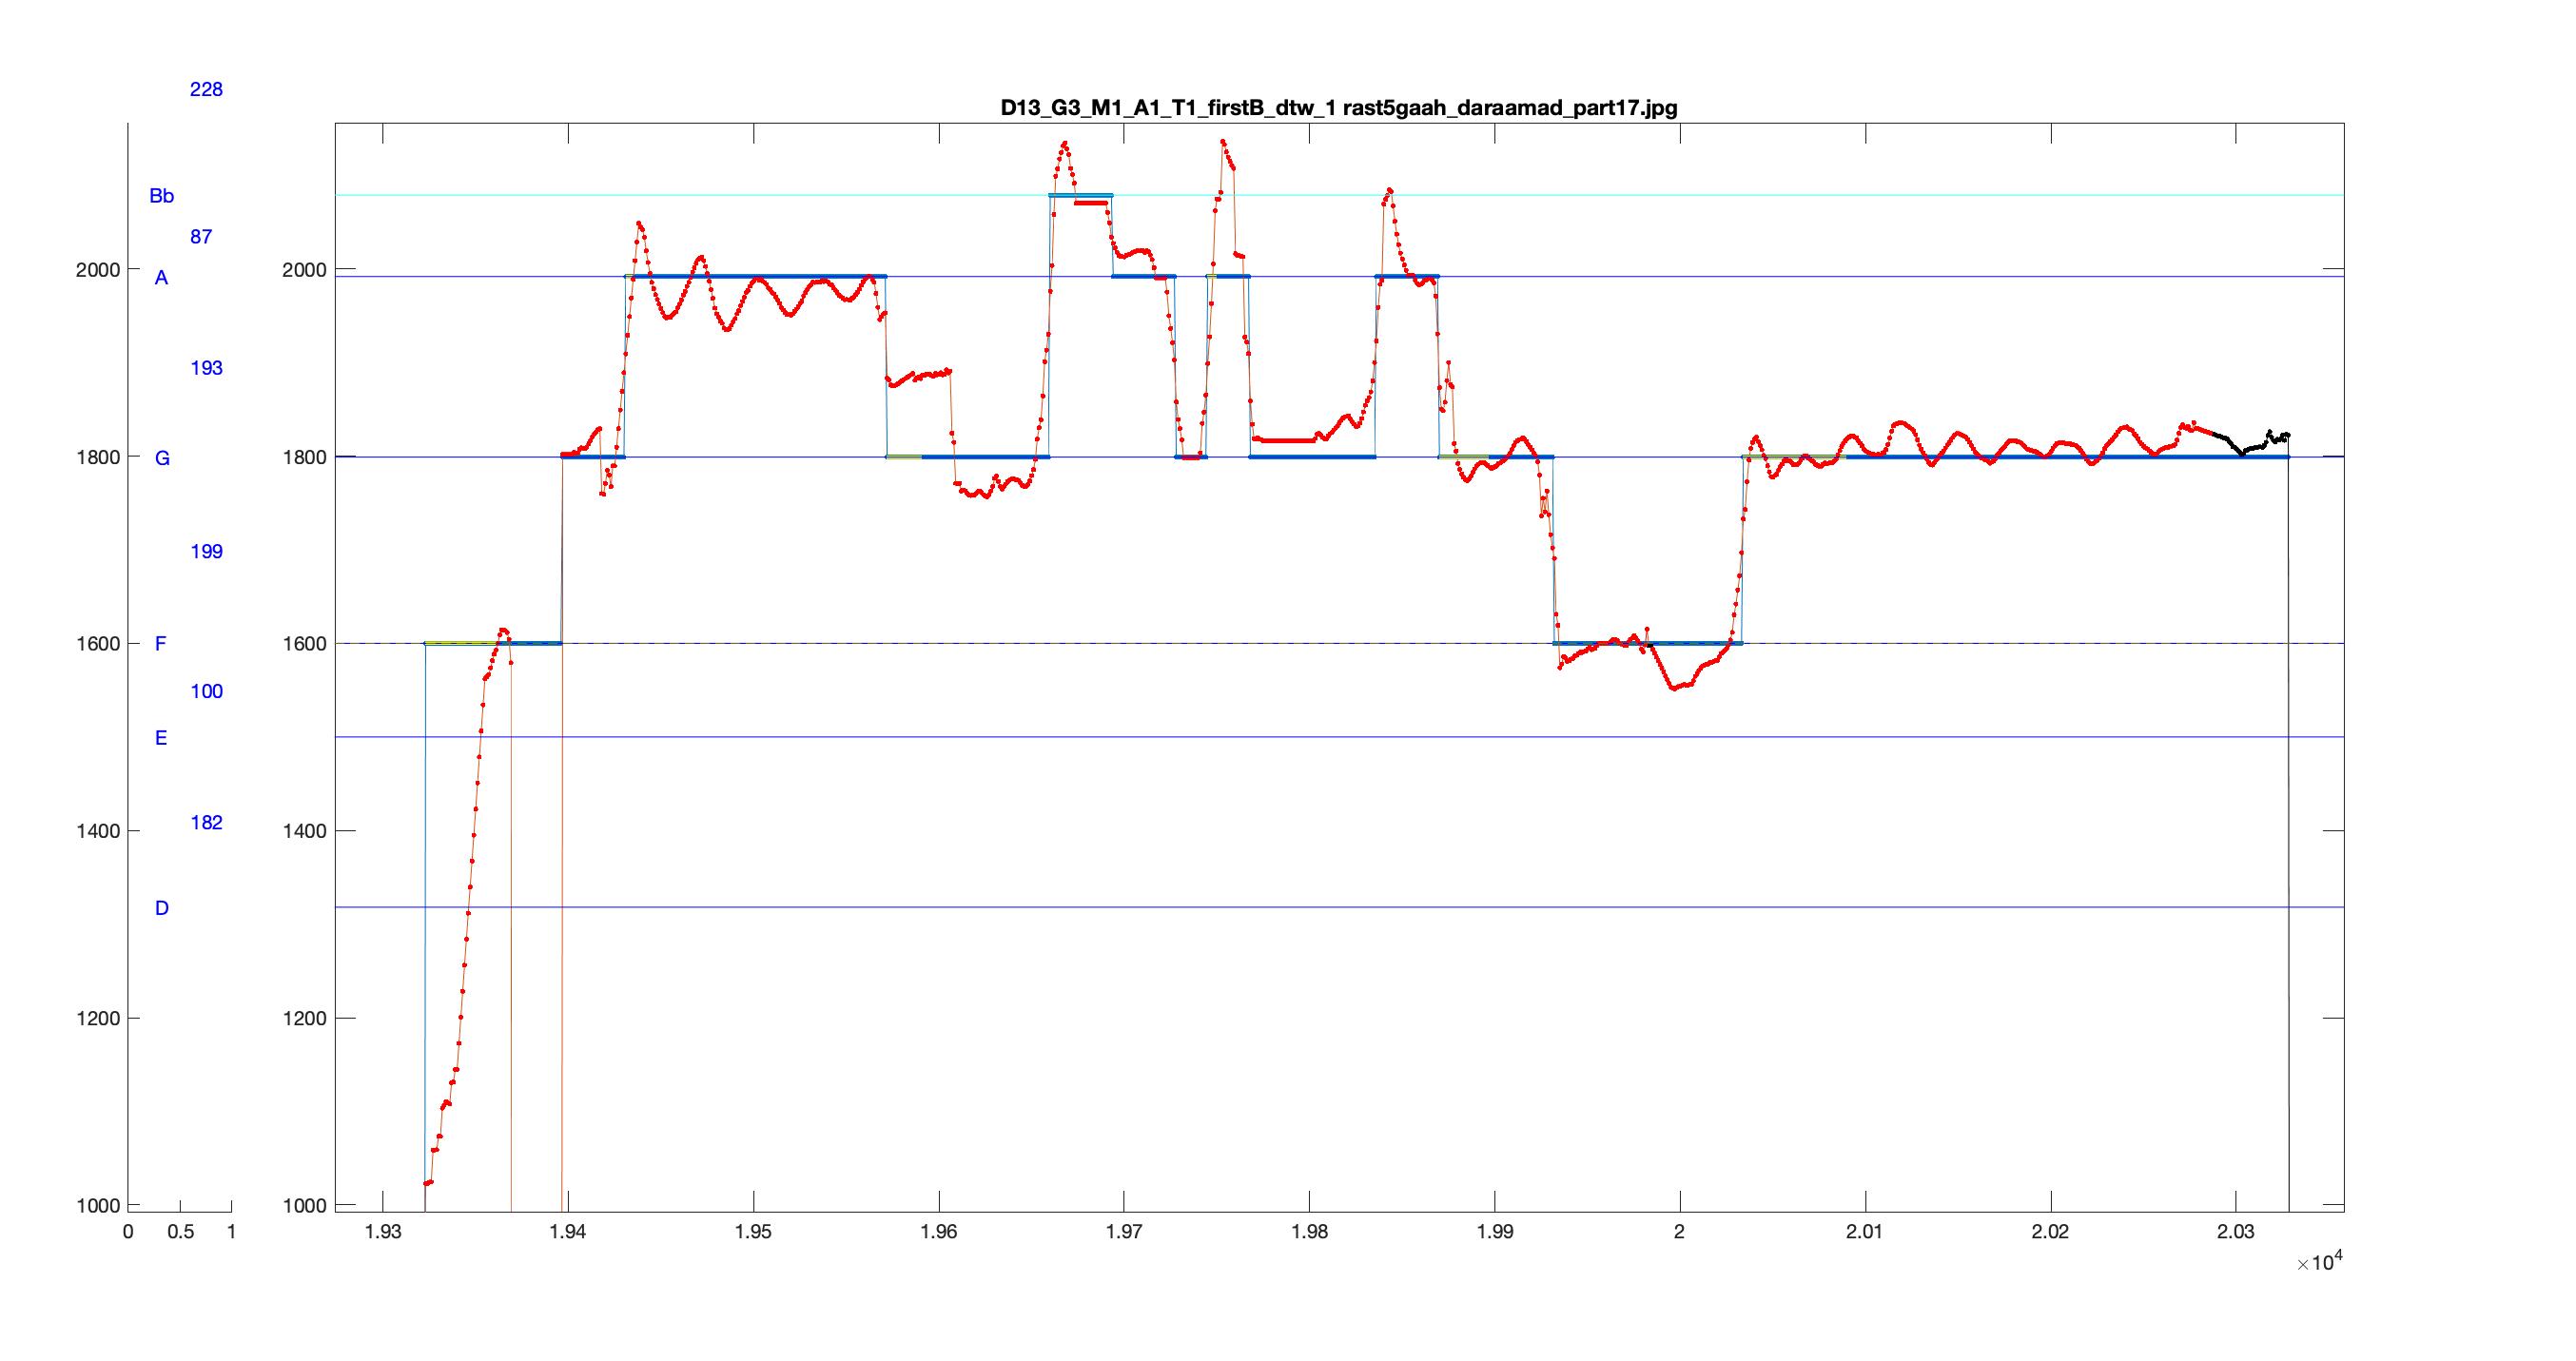 D13_G3_M1_A1_T1_firstB_dtw_1 rast5gaah_daraamad_part17.jpg
228
Bb
87
2000 A 2000
193
1800 G 1800
199
1600 F 1600
100
E
1400 182 1400
D
1200 1200
1000 1000
0 0.5 1 1.93 1.94 1.95 1.96 1.97 1.98 1.99 2 2.01 2.02 2.03
×10⁴